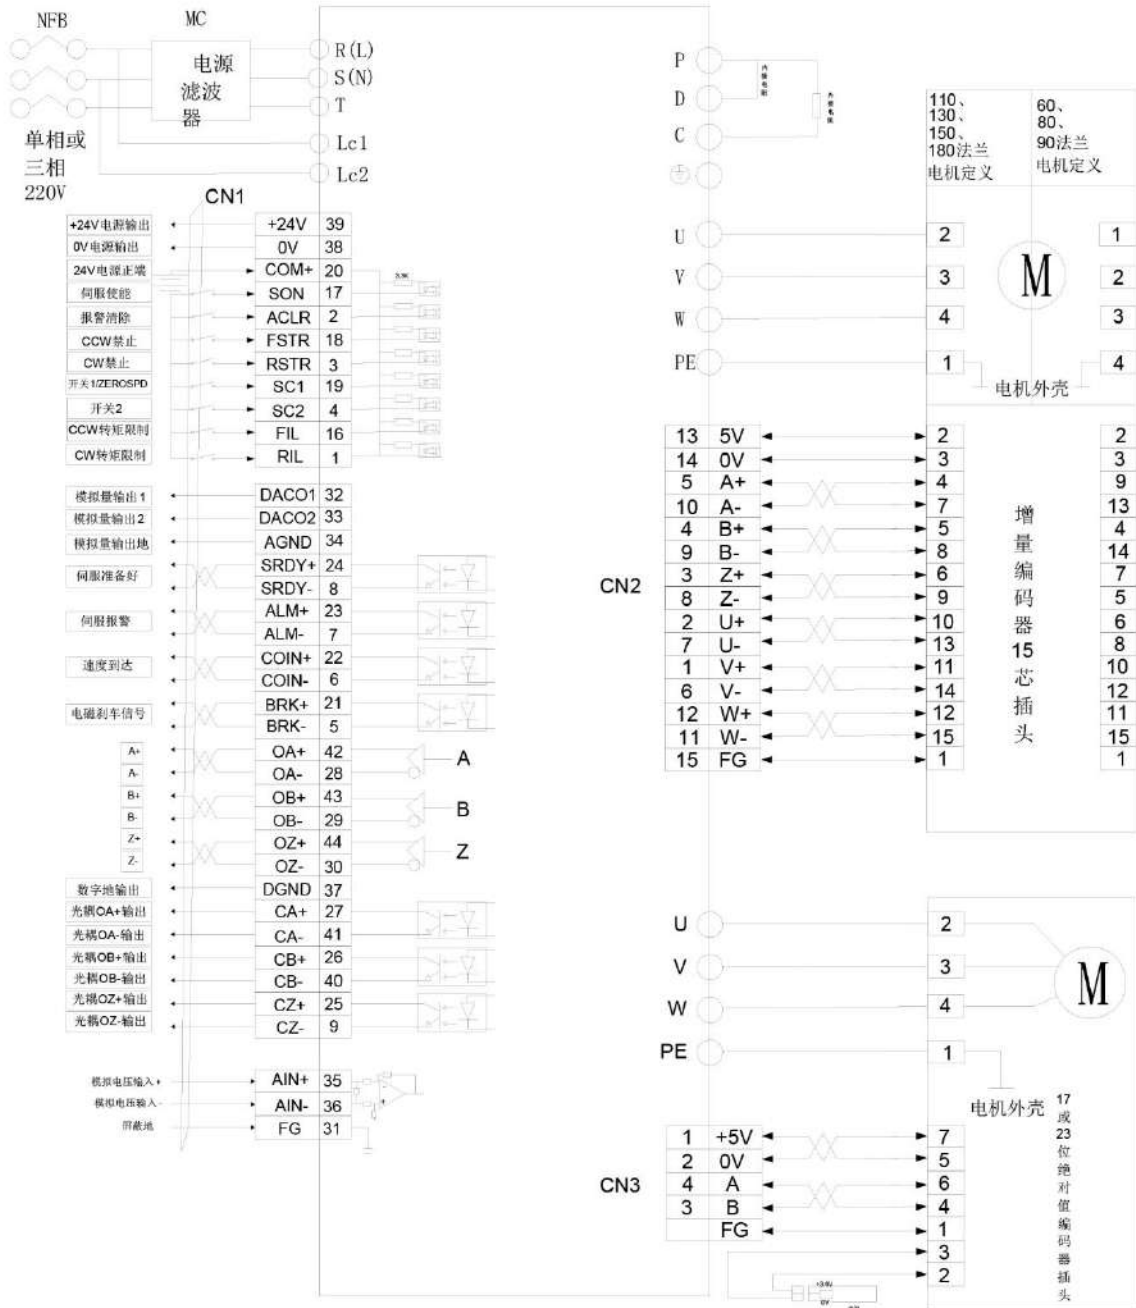 NFB
MC
电源
滤波
器
R(L)
S(N)
T
Lc1
Lc2
单相或
三相
220V
CN1
+24V电源输出 +24V 39
0V电源输出 0V 38
24V电源正端 COM+ 20
伺服使能 SON 17
报警清除 ACLR 2
CCW禁止 FSTR 18
CW禁止 RSTR 3
开关1/ZEROSPD SC1 19
开关2 SC2 4
CCW转矩限制 FIL 16
CW转矩限制 RIL 1
模拟量输出1 DACO1 32
模拟量输出2 DACO2 33
模拟量输出地 AGND 34
伺服准备好
SRDY+ 24
SRDY- 8
伺服报警
ALM+ 23
ALM- 7
速度到达
COIN+ 22
COIN- 6
电磁刹车信号
BRK+ 21
BRK- 5
A+ OA+ 42
A- OA- 28
A
B+ OB+ 43
B- OB- 29
B
Z+ OZ+ 44
Z- OZ- 30
Z
数字地输出 DGND 37
光耦OA+输出 CA+ 27
光耦OA-输出 CA- 41
光耦OB+输出 CB+ 26
光耦OB-输出 CB- 40
光耦OZ+输出 CZ+ 25
光耦OZ-输出 CZ- 9
模拟电压输入+ AIN+ 35
模拟电压输入- AIN- 36
屏蔽地 FG 31
P
D
C
110、
130、
150、
180法兰
电机定义
60、
80、
90法兰
电机定义
U 2 1
V 3 2
W 4 3
PE 1 4
M
电机外壳
CN2
13 5V 2 2
14 0V 3 3
5 A+ 4 9
10 A- 7 13
4 B+ 5 4
9 B- 8 14
3 Z+ 6 7
8 Z- 9 5
2 U+ 10 6
7 U- 13 8
1 V+ 11 10
6 V- 14 12
12 W+ 12 11
11 W- 15 15
15 FG 1 1
增量编码器15芯插头
U 2
V 3
W 4
PE 1
M
电机外壳
CN3
1 +5V 7
2 0V 5
4 A 6
3 B 4
FG 1
3
2
17或23位绝对值编码器插头